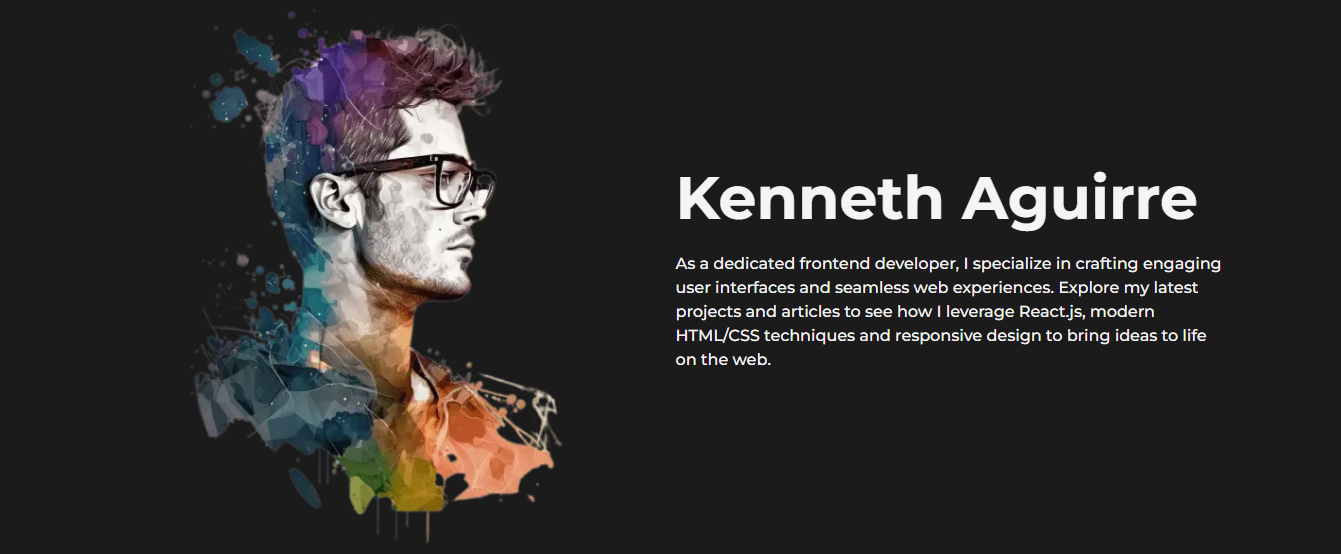 Kenneth Aguirre
As a dedicated frontend developer, I specialize in crafting engaging
user interfaces and seamless web experiences. Explore my latest
projects and articles to see how I leverage React.js, modern
HTML/CSS techniques and responsive design to bring ideas to life
on the web.